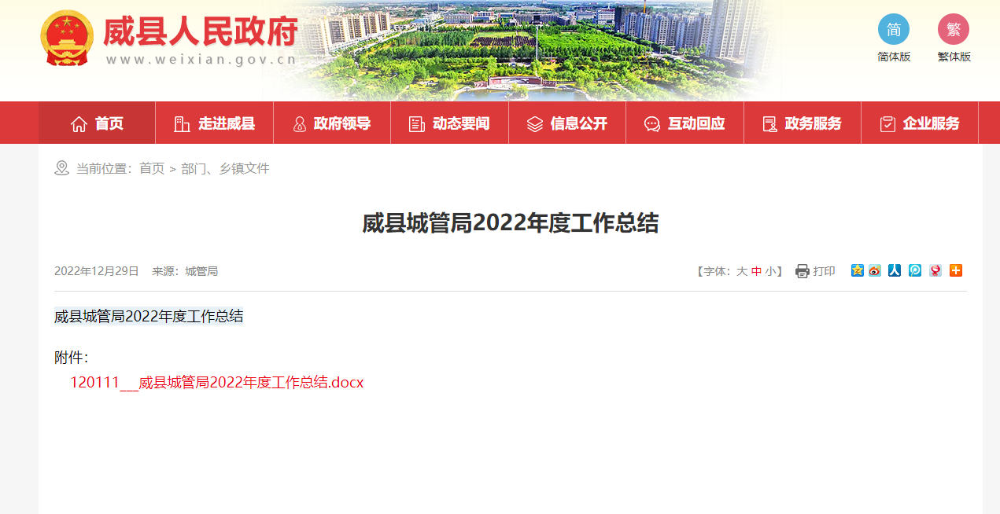 威县人民政府
www.weixian.gov.cn
简 繁
简体版 繁体版
首页 走进威县 政府领导 动态要闻 信息公开 互动回应 政务服务 企业服务
当前位置：首页 > 部门、乡镇文件
威县城管局2022年度工作总结
2022年12月29日 来源：城管局 【字体：大 中 小】 打印
威县城管局2022年度工作总结
附件：
120111___威县城管局2022年度工作总结.docx